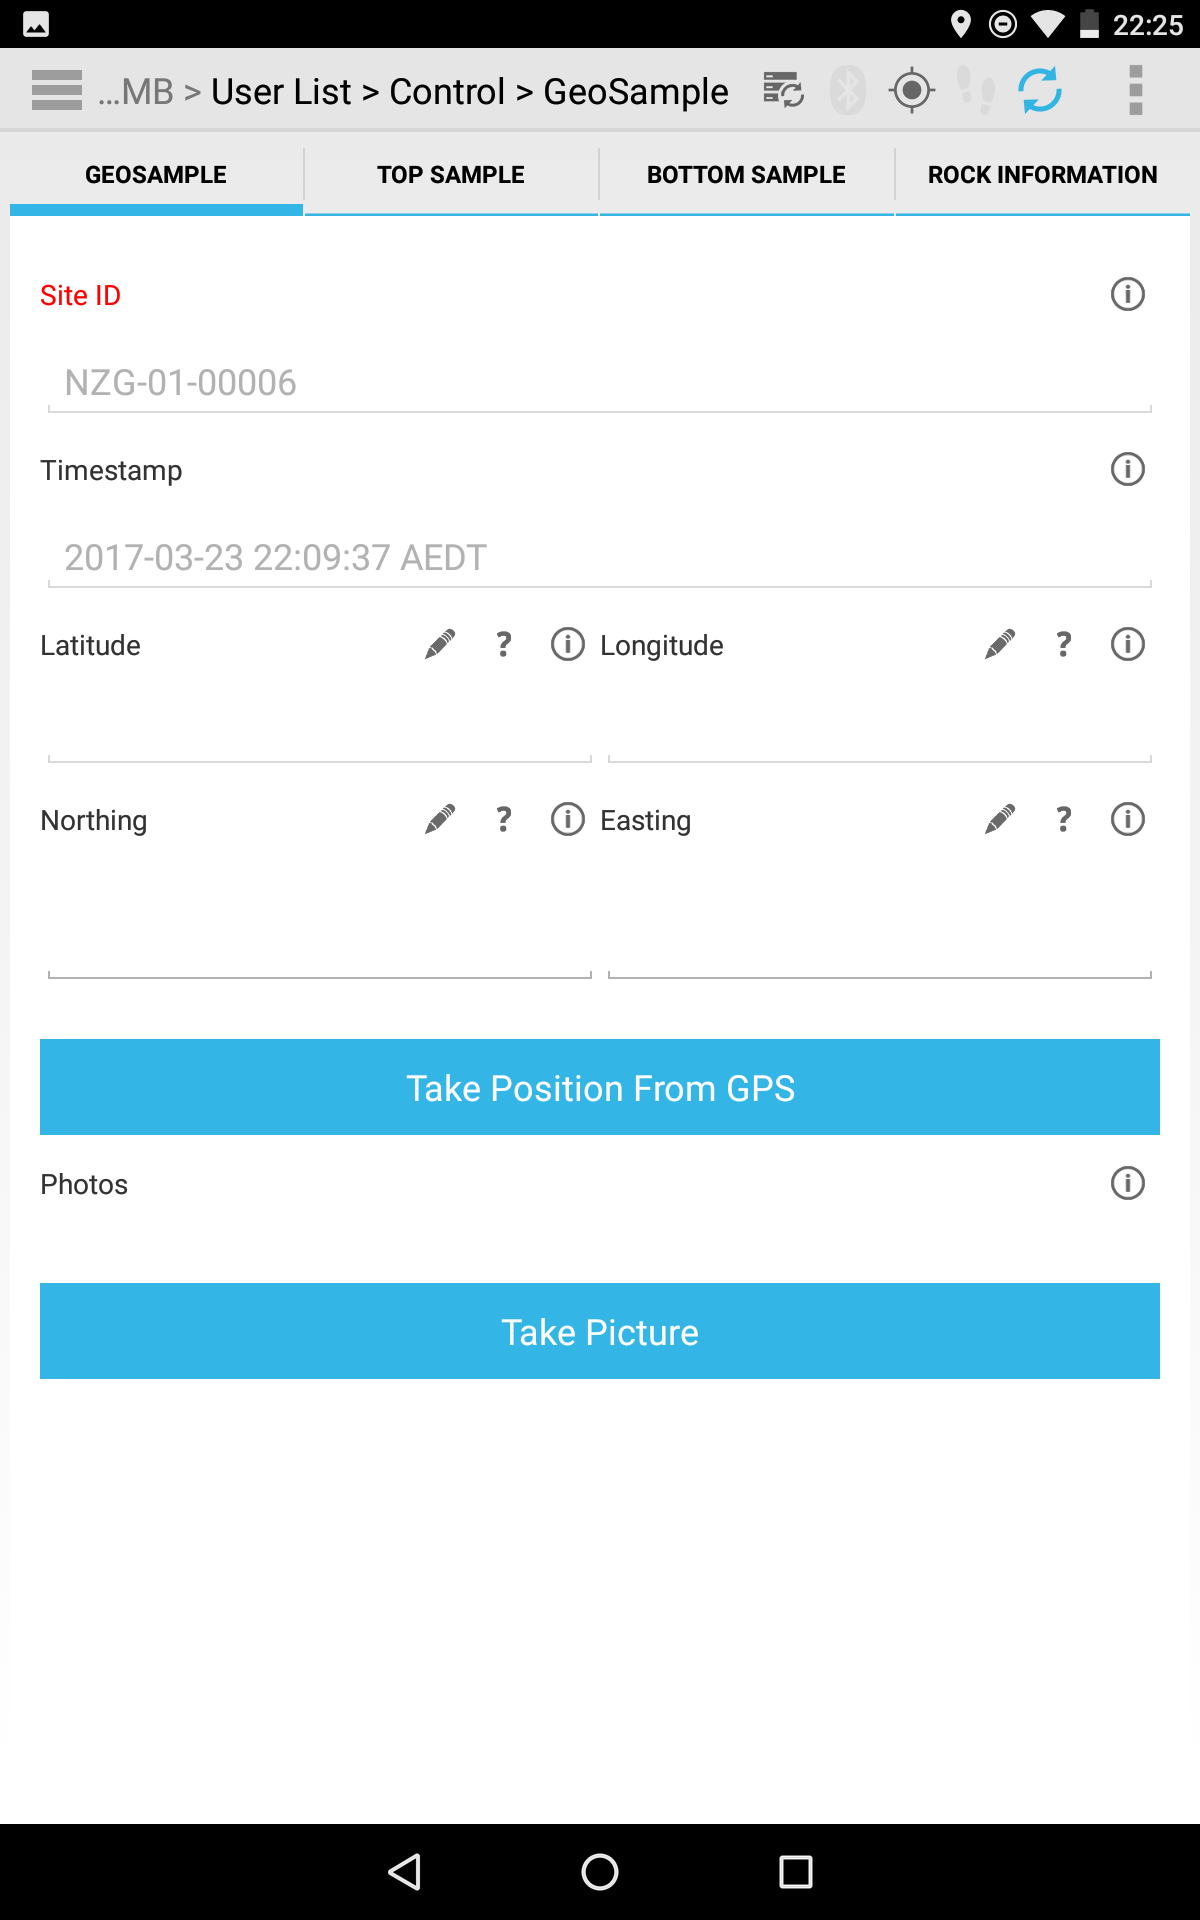 22:25
...MB > User List > Control > GeoSample
GEOSAMPLE
TOP SAMPLE
BOTTOM SAMPLE
ROCK INFORMATION
Site ID
NZG-01-00006
Timestamp
2017-03-23 22:09:37 AEDT
Latitude ?
Longitude ?
Northing ?
Easting ?
Take Position From GPS
Photos
Take Picture